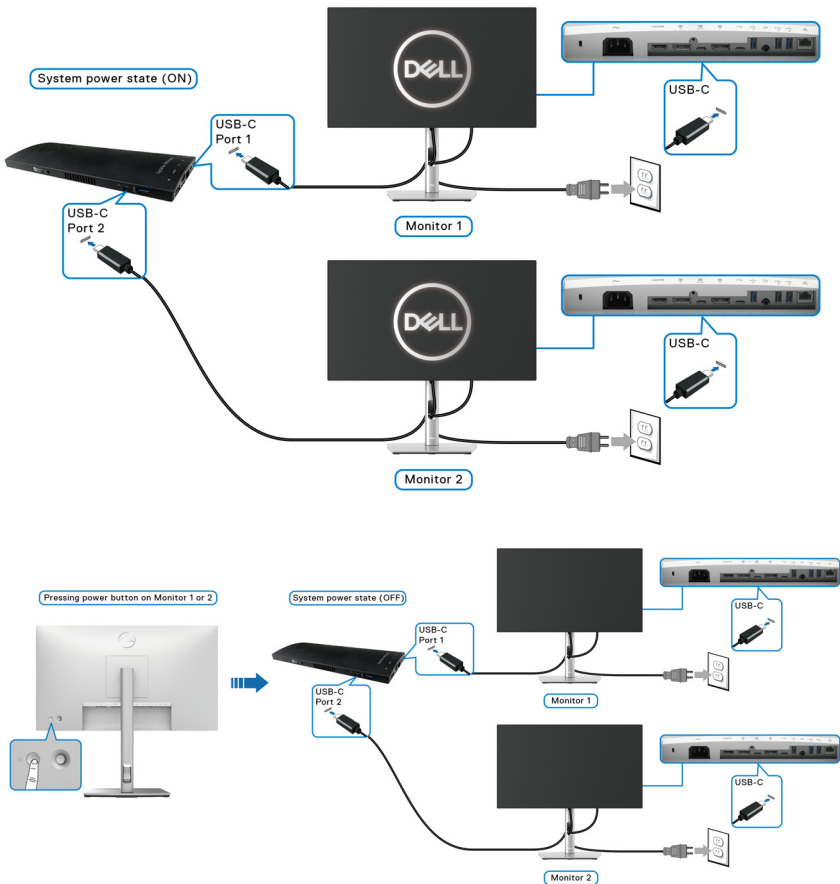 System power state (ON)
USB-C
Port 1
USB-C
DELL
Monitor 1
USB-C
Port 2
USB-C
DELL
Monitor 2
Pressing power button on Monitor 1 or 2
System power state (OFF)
USB-C
Port 1
USB-C
Monitor 1
USB-C
Port 2
USB-C
Monitor 2